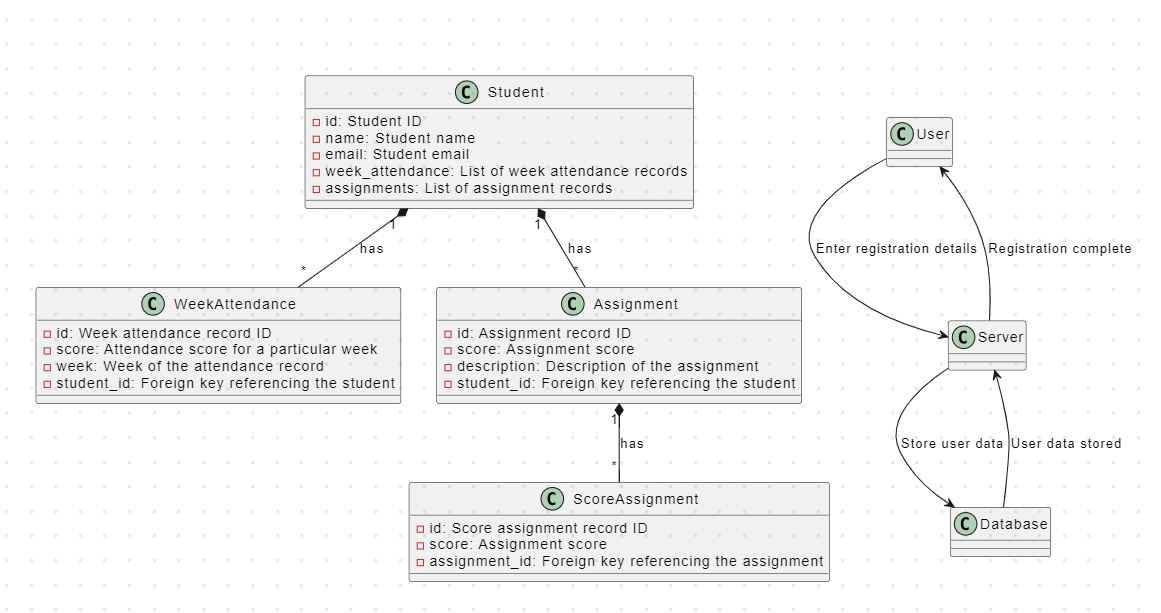 C Student
id: Student ID
name: Student name
email: Student email
week_attendance: List of week attendance records
assignments: List of assignment records
1
has
*
1
has
*
C WeekAttendance
id: Week attendance record ID
score: Attendance score for a particular week
week: Week of the attendance record
student_id: Foreign key referencing the student
C Assignment
id: Assignment record ID
score: Assignment score
description: Description of the assignment
student_id: Foreign key referencing the student
1
has
*
C ScoreAssignment
id: Score assignment record ID
score: Assignment score
assignment_id: Foreign key referencing the assignment
C User
Enter registration details
Registration complete
C Server
Store user data
User data stored
C Database